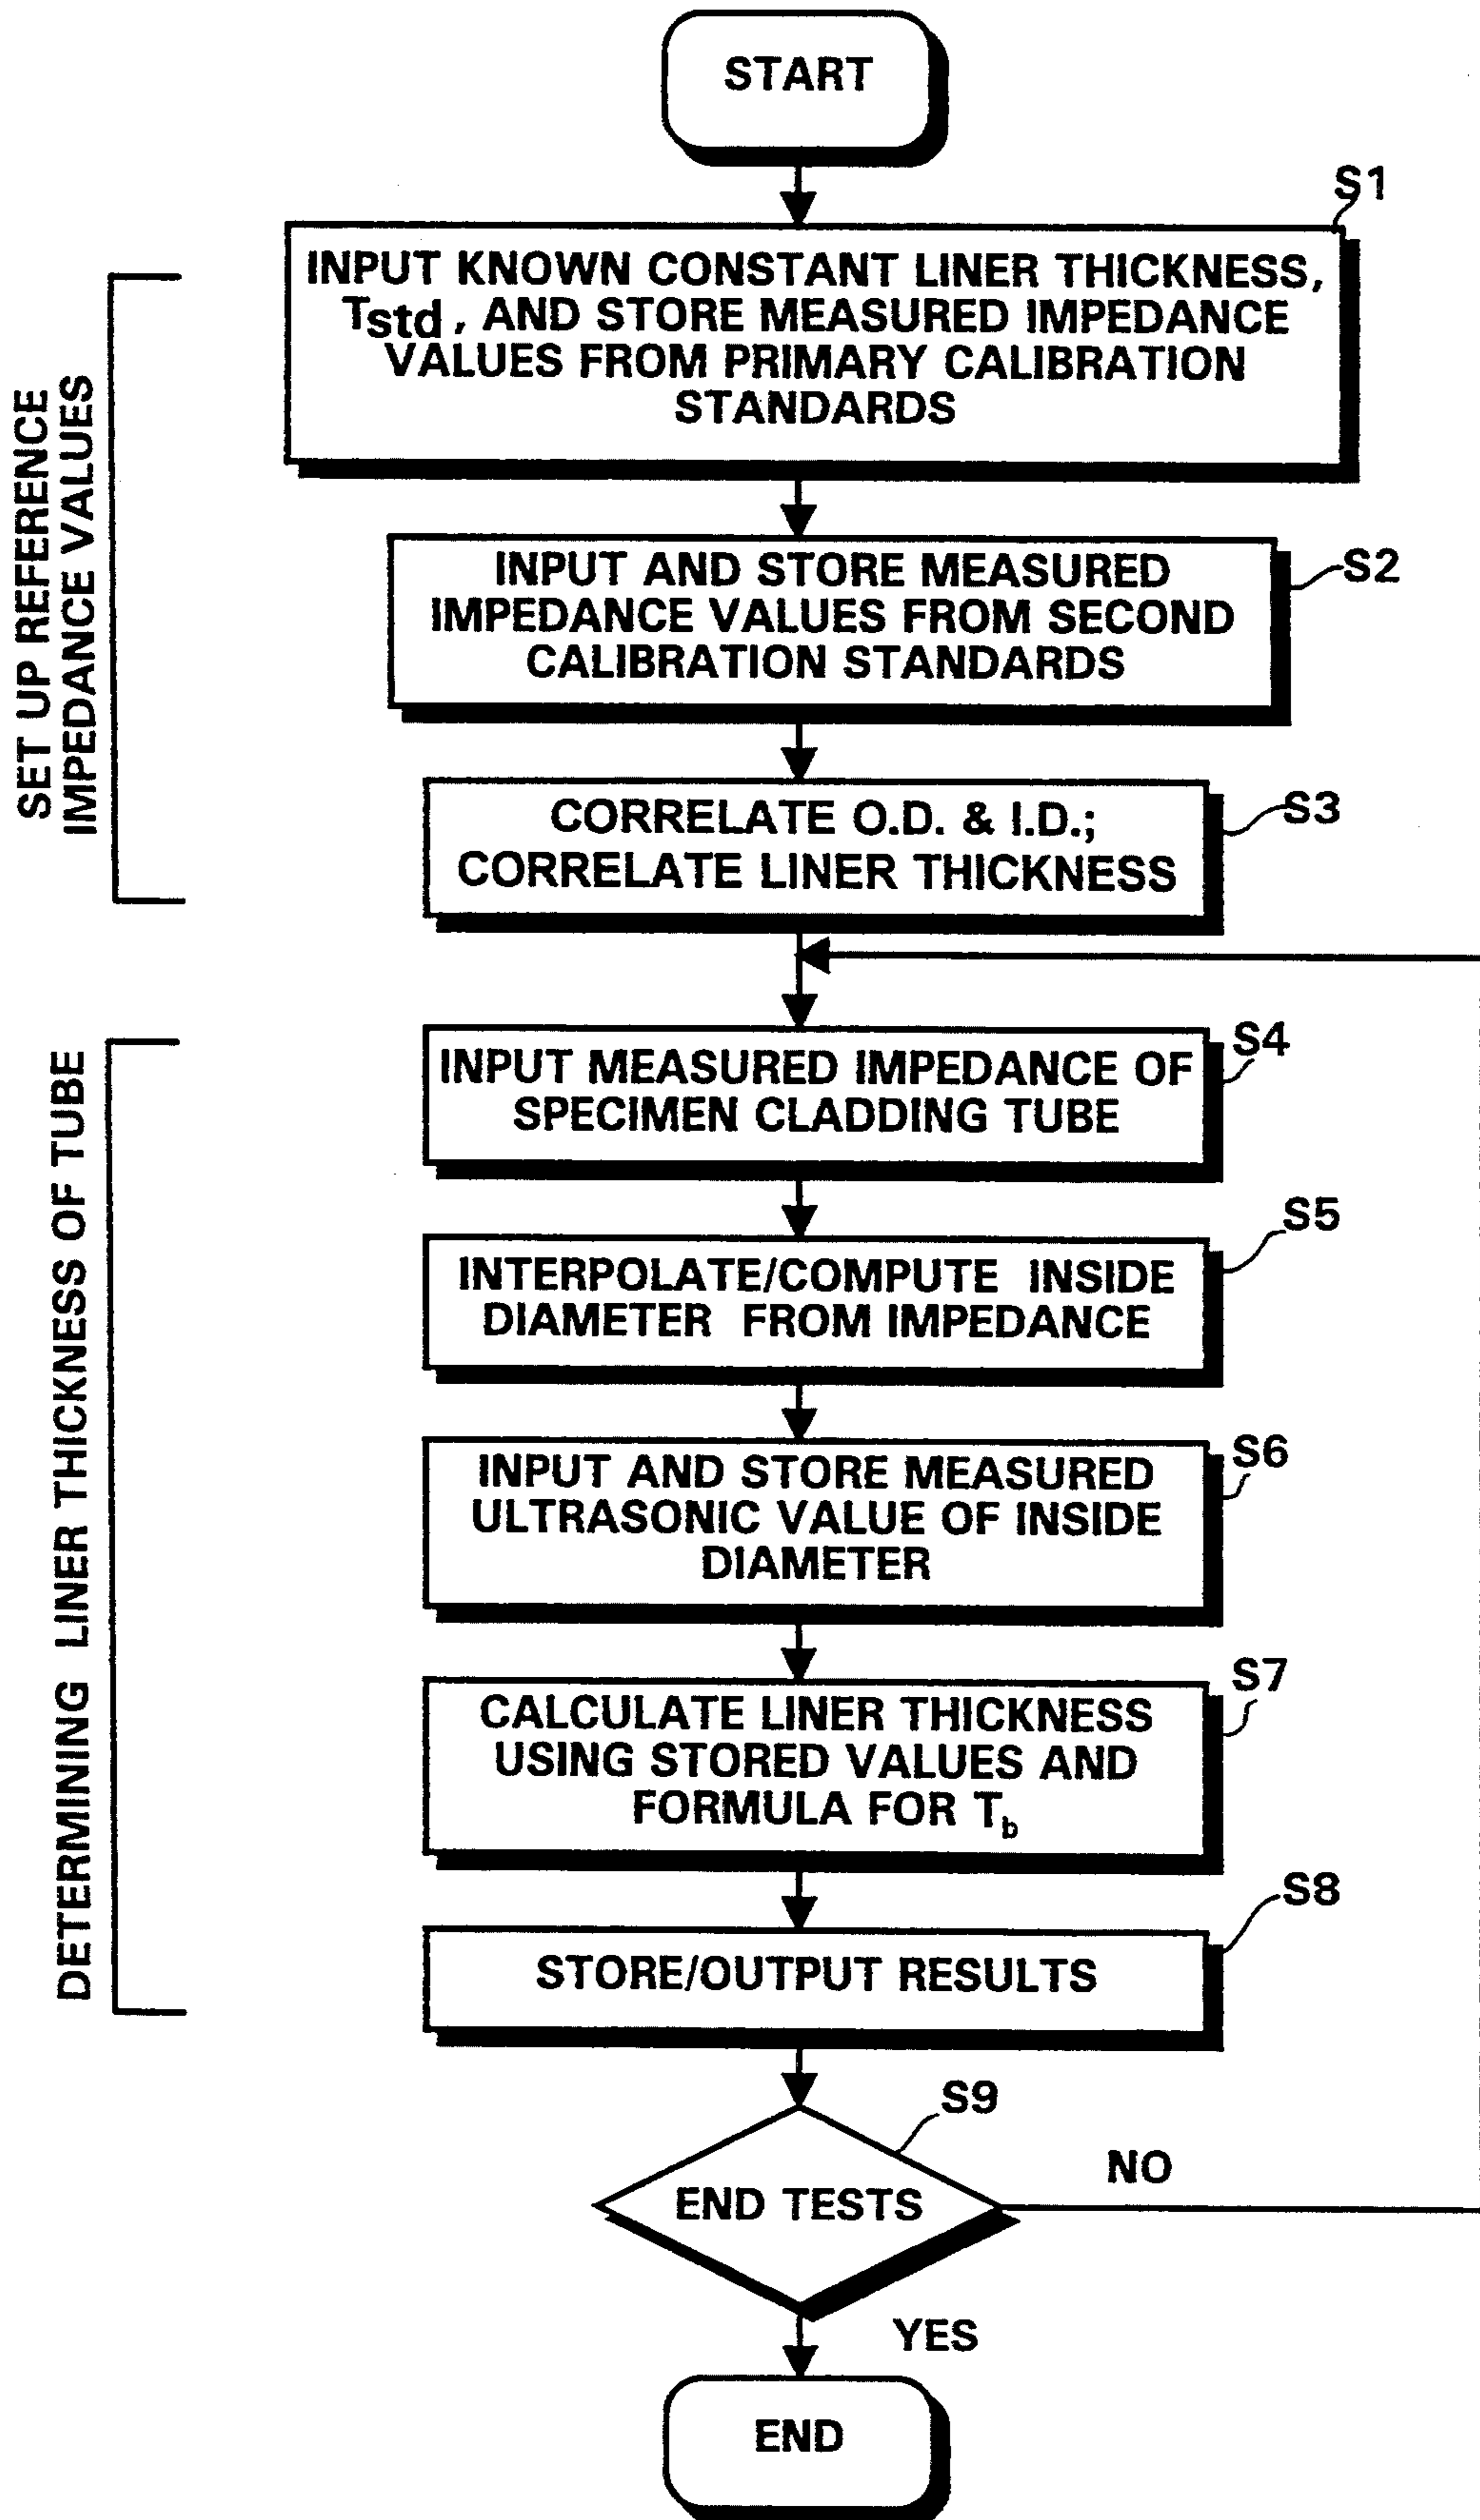 START
S1
INPUT KNOWN CONSTANT LINER THICKNESS,
Tstd, AND STORE MEASURED IMPEDANCE
VALUES FROM PRIMARY CALIBRATION
STANDARDS
SET UP REFERENCE
IMPEDANCE VALUES
S2
INPUT AND STORE MEASURED
IMPEDANCE VALUES FROM SECOND
CALIBRATION STANDARDS
S3
CORRELATE O.D. & I.D.;
CORRELATE LINER THICKNESS
DETERMINING LINER THICKNESS OF TUBE
S4
INPUT MEASURED IMPEDANCE OF
SPECIMEN CLADDING TUBE
S5
INTERPOLATE/COMPUTE INSIDE
DIAMETER FROM IMPEDANCE
S6
INPUT AND STORE MEASURED
ULTRASONIC VALUE OF INSIDE
DIAMETER
S7
CALCULATE LINER THICKNESS
USING STORED VALUES AND
FORMULA FOR Tb
S8
STORE/OUTPUT RESULTS
S9
END TESTS
NO
YES
END